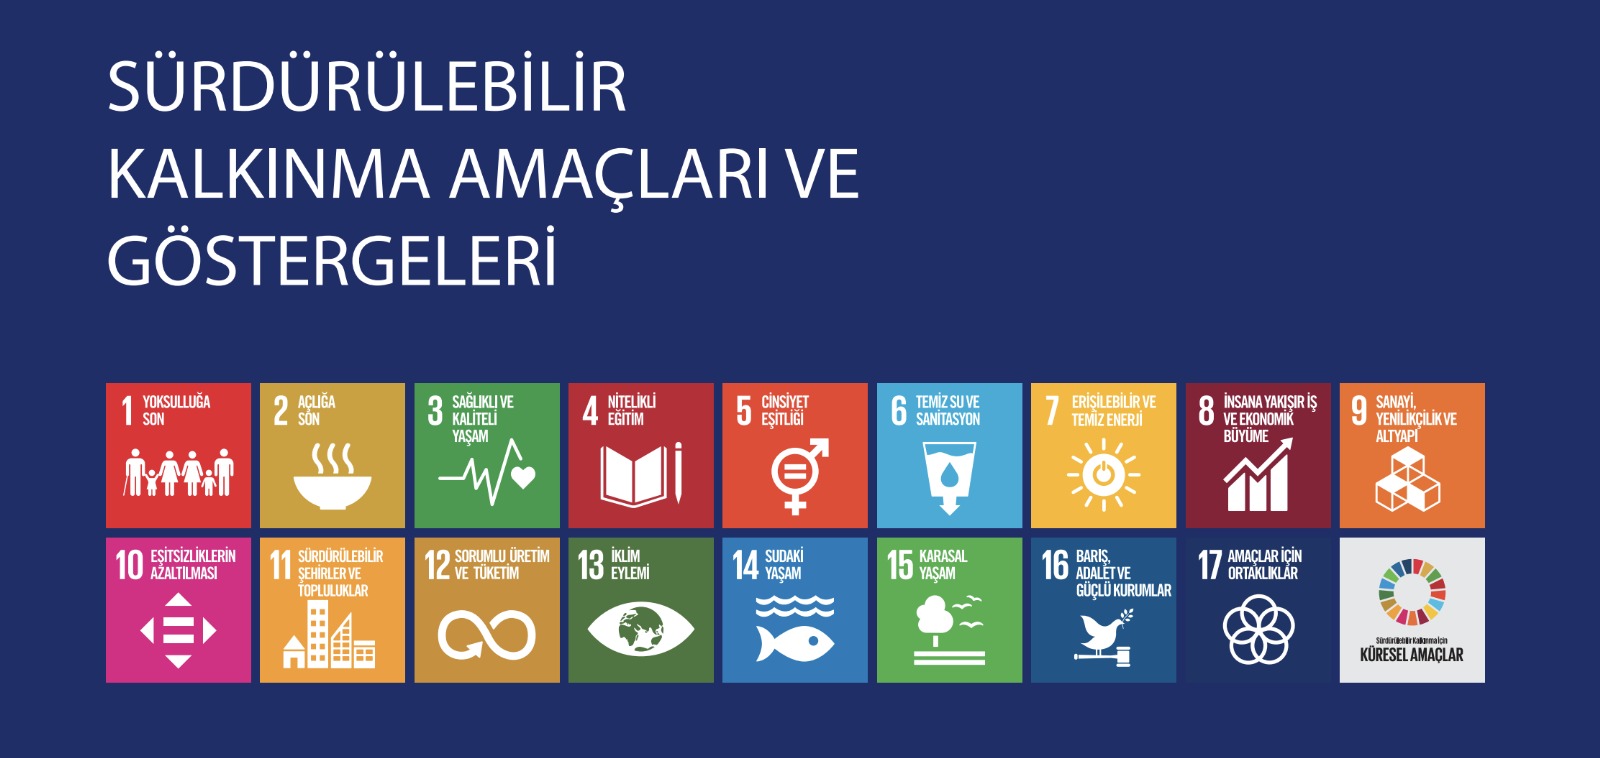 SÜRDÜRÜLEBİLİR
KALKINMA AMAÇLARI VE
GÖSTERGELERİ
1 YOKSULLUĞA
SON
2 AÇLIĞA
SON
3 SAĞLIKLI VE
KALİTELİ
YAŞAM
4 NİTELİKLİ
EĞİTİM
5 CİNSİYET
EŞİTLİĞİ
6 TEMİZ SU VE
SANİTASYON
7 ERİŞİLEBİLİR VE
TEMİZ ENERJİ
8 İNSANA YAKIŞIR İŞ
VE EKONOMİK
BÜYÜME
9 SANAYİ,
YENİLİKÇİLİK VE
ALTYAPI
10 EŞİTSİZLİKLERİN
AZALTILMASI
11 SÜRDÜRÜLEBİLİR
ŞEHİRLER VE
TOPLULUKLAR
12 SORUMLU ÜRETİM
VE TÜKETİM
13 İKLİM
EYLEMİ
14 SUDAKİ
YAŞAM
15 KARASAL
YAŞAM
16 BARIŞ,
ADALET VE
GÜÇLÜ KURUMLAR
17 AMAÇLAR İÇİN
ORTAKLIKLAR
Sürdürülebilir Kalkınma İçin
KÜRESEL AMAÇLAR